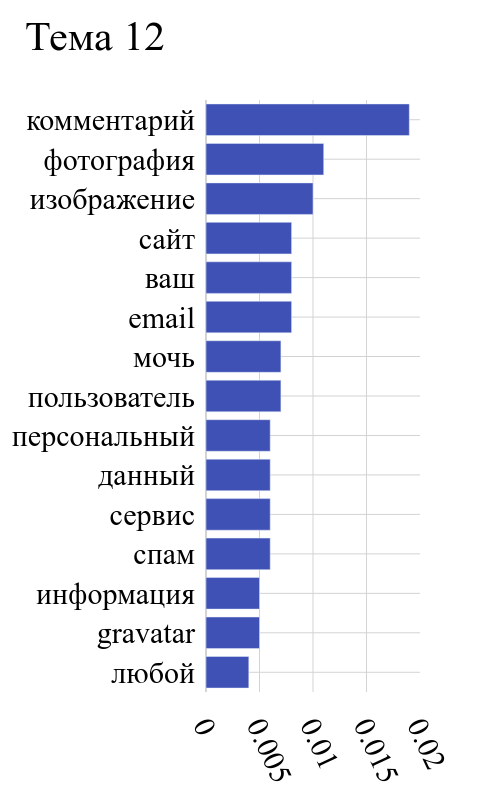 Тема 12
комментарий
фотография
изображение
сайт
ваш
email
мочь
пользователь
персональный
данный
сервис
спам
информация
gravatar
любой
0
0.005
0.01
0.015
0.02